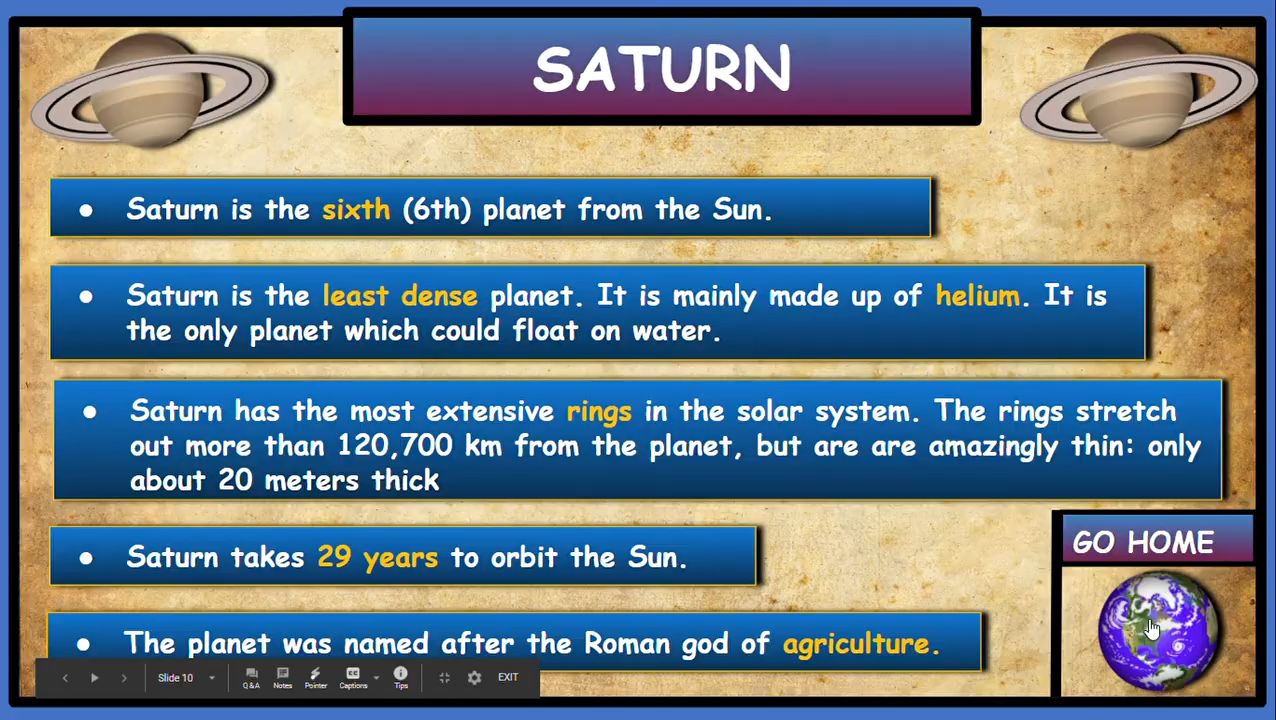 SATURN
● Saturn is the sixth (6th) planet from the Sun.
● Saturn is the least dense planet. It is mainly made up of helium. It is
the only planet which could float on water.
● Saturn has the most extensive rings in the solar system. The rings stretch
out more than 120,700 km from the planet, but are are amazingly thin: only
about 20 meters thick
● Saturn takes 29 years to orbit the Sun.
GO HOME
● The planet was named after the Roman god of agriculture.
Slide 10
Q&A
Notes
Pointer
Captions
Tips
EXIT